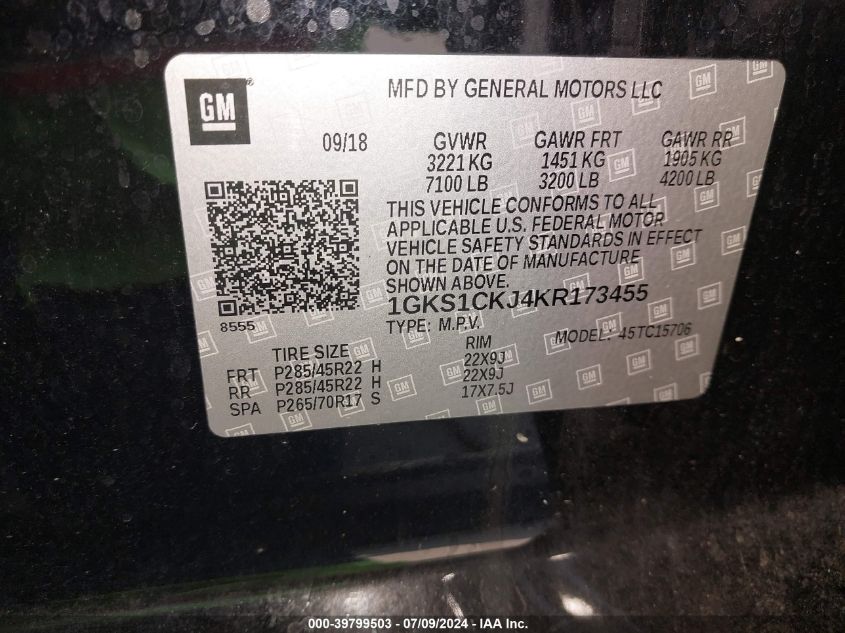 GM
MFD BY GENERAL MOTORS LLC
09/18 GVWR GAWR FRT GAWR RR
3221 KG 1451 KG 1905 KG
7100 LB 3200 LB 4200 LB
THIS VEHICLE CONFORMS TO ALL
APPLICABLE U.S. FEDERAL MOTOR
VEHICLE SAFETY STANDARDS IN EFFECT
ON THE DATE OF MANUFACTURE
SHOWN ABOVE.
1GKS1CKJ4KR173455
8555 TYPE: M.P.V. MODEL: 45TC15706
TIRE SIZE RIM
FRT P285/45R22 H 22X9J
RR P285/45R22 H 22X9J
SPA P265/70R17 S 17X7.5J
000-39799503 / 07/09/2024 - IAA Inc.